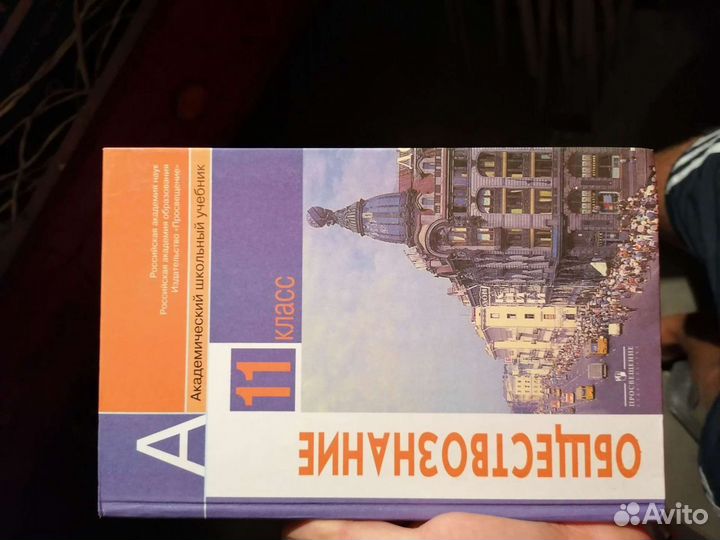 Российская академия наук
Российская академия образования
Издательство «Просвещение»
Академический школьный учебник
А
11
класс
ОБЩЕСТВОЗНАНИЕ
ПРОСВЕЩЕНИЕ
Avito